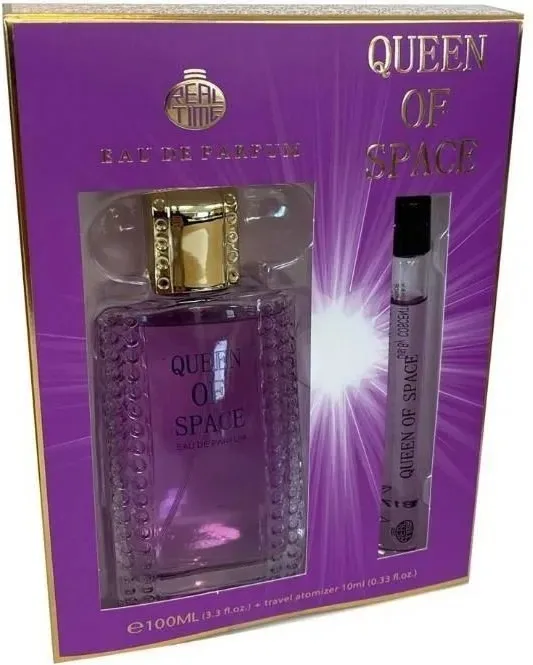 REAL
TIME
EAU DE PARFUM
QUEEN
OF
SPACE
QUEEN
OF
SPACE
EAU DE PARFUM
QUEEN OF SPACE
e100ML (3.3 fl.oz.) + travel atomizer 10ml (0.33 fl.oz.)